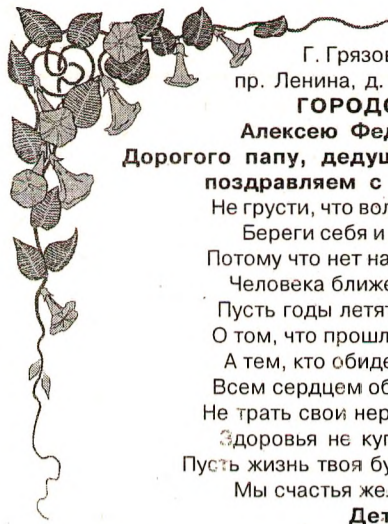 Г. Грязов
пр. Ленина, д.
ГОРОДО
Алексею Фед
Дорогого папу, дедуш
поздравляем с
Не грусти, что вол
Береги себя и
Потому что нет на
Человека ближе
Пусть годы летят
О том, что прошл
А тем, кто обиде
Всем сердцем об
Не трать свои нер
Здоровья не куп
Пусть жизнь твоя бу
Мы счастья жел
Дет